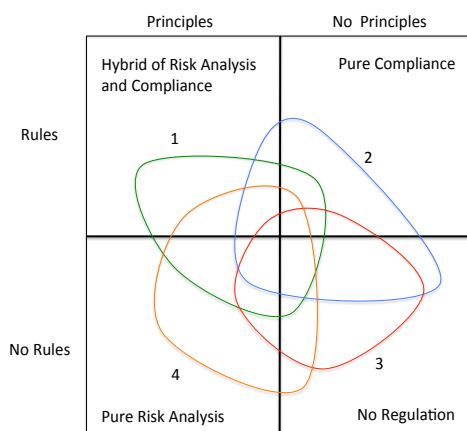 Principles
No Principles
Hybrid of Risk Analysis
and Compliance
Pure Compliance
Rules
1
2
No Rules
4
3
Pure Risk Analysis
No Regulation